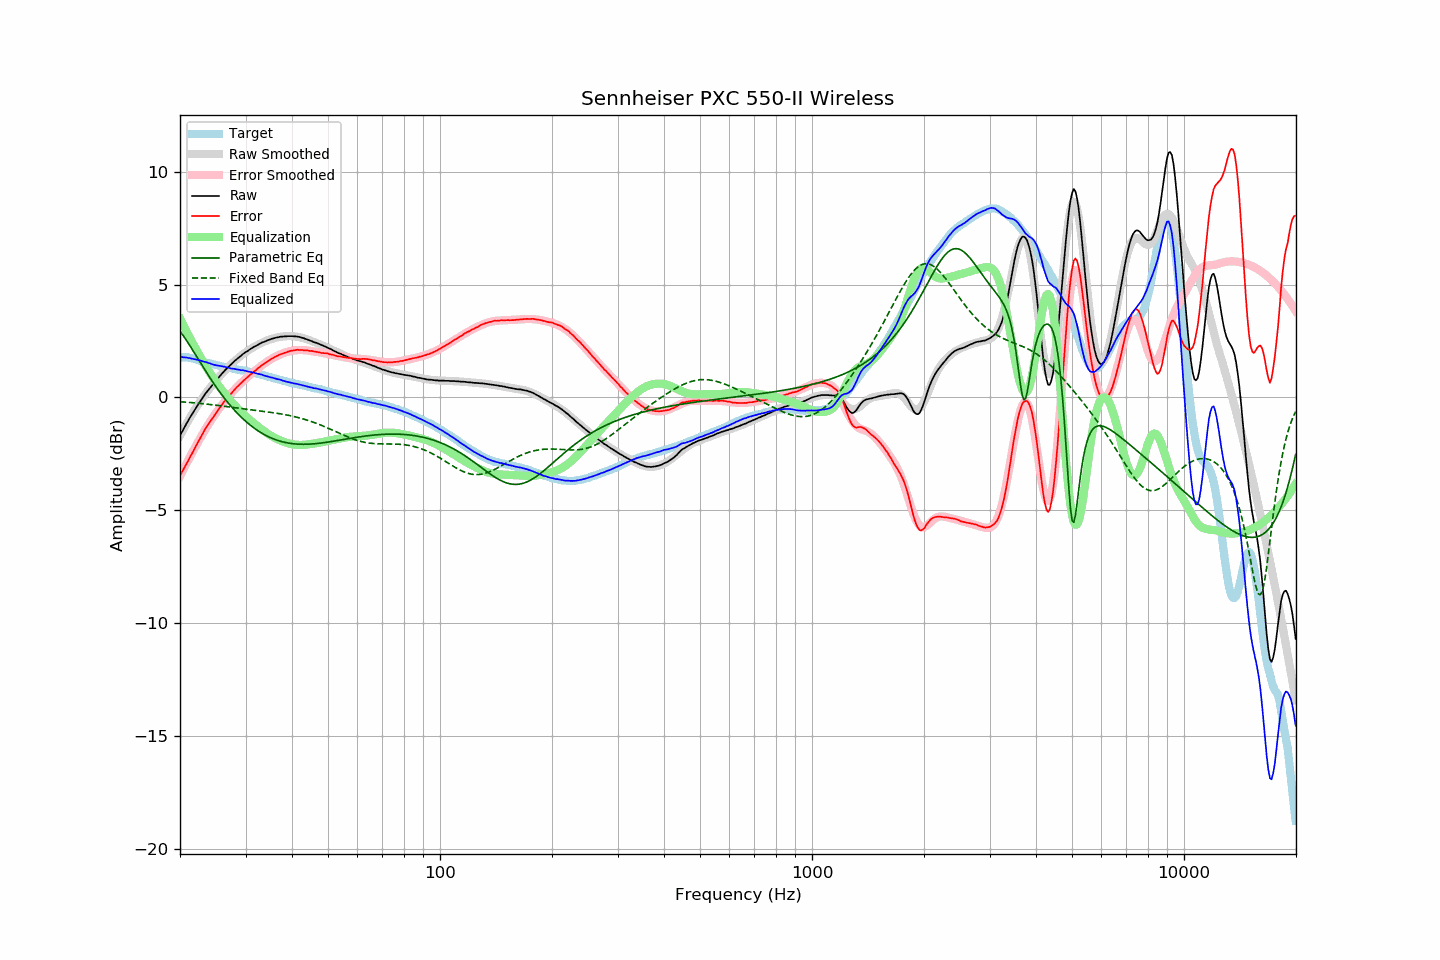 Sennheiser PXC 550-II Wireless
Target
Raw Smoothed
Error Smoothed
Raw
Error
Equalization
Parametric Eq
Fixed Band Eq
Equalized
10
5
0
−5
−10
−15
−20
Amplitude (dBr)
100
1000
10000
Frequency (Hz)